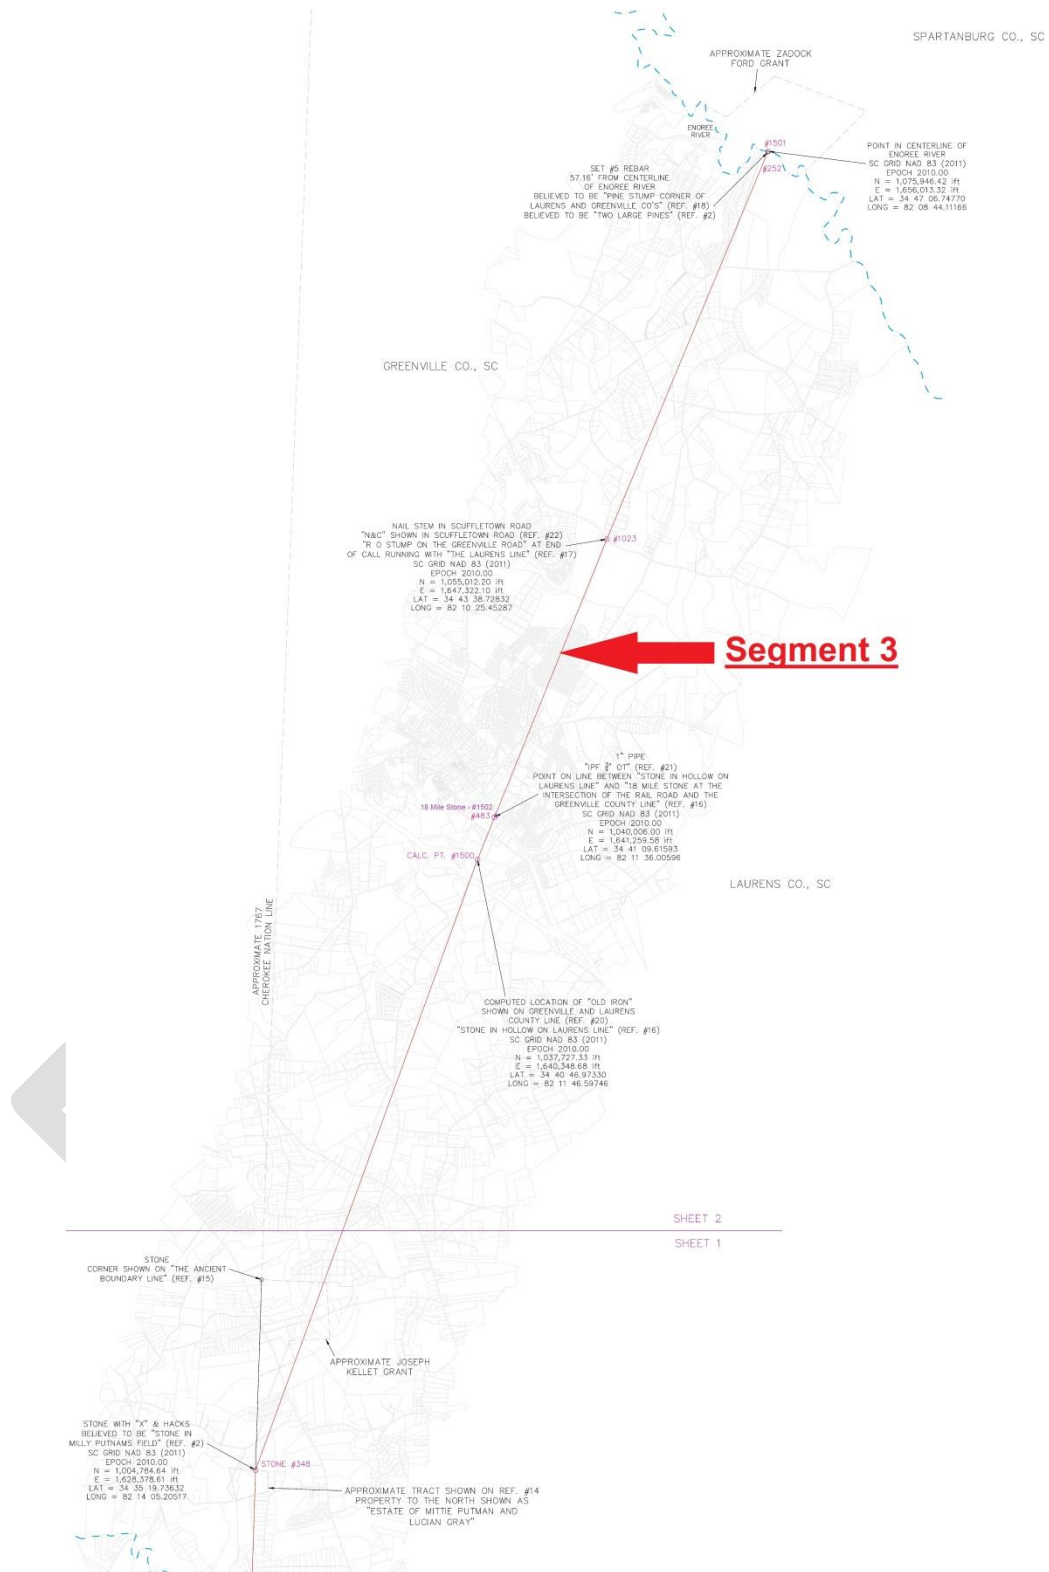 SPARTANBURG CO., SC
APPROXIMATE ZADOCK
FORD GRANT
ENOREE
RIVER
#1501
#252
POINT IN CENTERLINE OF
ENOREE RIVER
SC GRID NAD 83 (2011)
EPOCH 2010.00
N = 1,075,946.42 ift
E = 1,656,013.32 ift
LAT = 34 47 06.74770
LONG = 82 08 44.11166
SET #5 REBAR
57.16' FROM CENTERLINE
OF ENOREE RIVER
BELIEVED TO BE "PINE STUMP CORNER OF
LAURENS AND GREENVILLE CO'S" (REF. #18)
BELIEVED TO BE "TWO LARGE PINES" (REF. #2)
GREENVILLE CO., SC
NAIL STEM IN SCUFFLETOWN ROAD
"N&C" SHOWN IN SCUFFLETOWN ROAD (REF. #22)
"R O STUMP ON THE GREENVILLE ROAD" AT END
OF CALL RUNNING WITH "THE LAURENS LINE" (REF. #17)
SC GRID NAD 83 (2011)
EPOCH 2010.00
N = 1,055,012.20 ift
E = 1,647,322.10 ift
LAT = 34 43 38.72832
LONG = 82 10 25.45287
#1023
Segment 3
1" PIPE
"IPF ¾" OT" (REF. #21)
POINT ON LINE BETWEEN "STONE IN HOLLOW ON
LAURENS LINE" AND "18 MILE STONE AT THE
INTERSECTION OF THE RAIL ROAD AND THE
GREENVILLE COUNTY LINE" (REF. #16)
SC GRID NAD 83 (2011)
EPOCH 2010.00
N = 1,040,006.00 ift
E = 1,641,259.58 ift
LAT = 34 41 09.61593
LONG = 82 11 36.00596
18 Mile Stone - #1502
#483
CALC. PT. #1500
LAURENS CO., SC
APPROXIMATE 1767
CHEROKEE NATION LINE
COMPUTED LOCATION OF "OLD IRON"
SHOWN ON GREENVILLE AND LAURENS
COUNTY LINE (REF. #20)
"STONE IN HOLLOW ON LAURENS LINE" (REF. #16)
SC GRID NAD 83 (2011)
EPOCH 2010.00
N = 1,037,727.33 ift
E = 1,640,348.68 ift
LAT = 34 40 46.97330
LONG = 82 11 46.59746
SHEET 2
SHEET 1
STONE
CORNER SHOWN ON "THE ANCIENT
BOUNDARY LINE" (REF. #15)
APPROXIMATE JOSEPH
KELLET GRANT
STONE WITH "X" & HACKS
BELIEVED TO BE "STONE IN
MILLY PUTNAMS FIELD" (REF. #2)
SC GRID NAD 83 (2011)
EPOCH 2010.00
N = 1,004,784.64 ift
E = 1,628,378.61 ift
LAT = 34 35 19.73632
LONG = 82 14 05.20517
STONE #348
APPROXIMATE TRACT SHOWN ON REF. #14
PROPERTY TO THE NORTH SHOWN AS
"ESTATE OF MITTIE PUTMAN AND
LUCIAN GRAY"